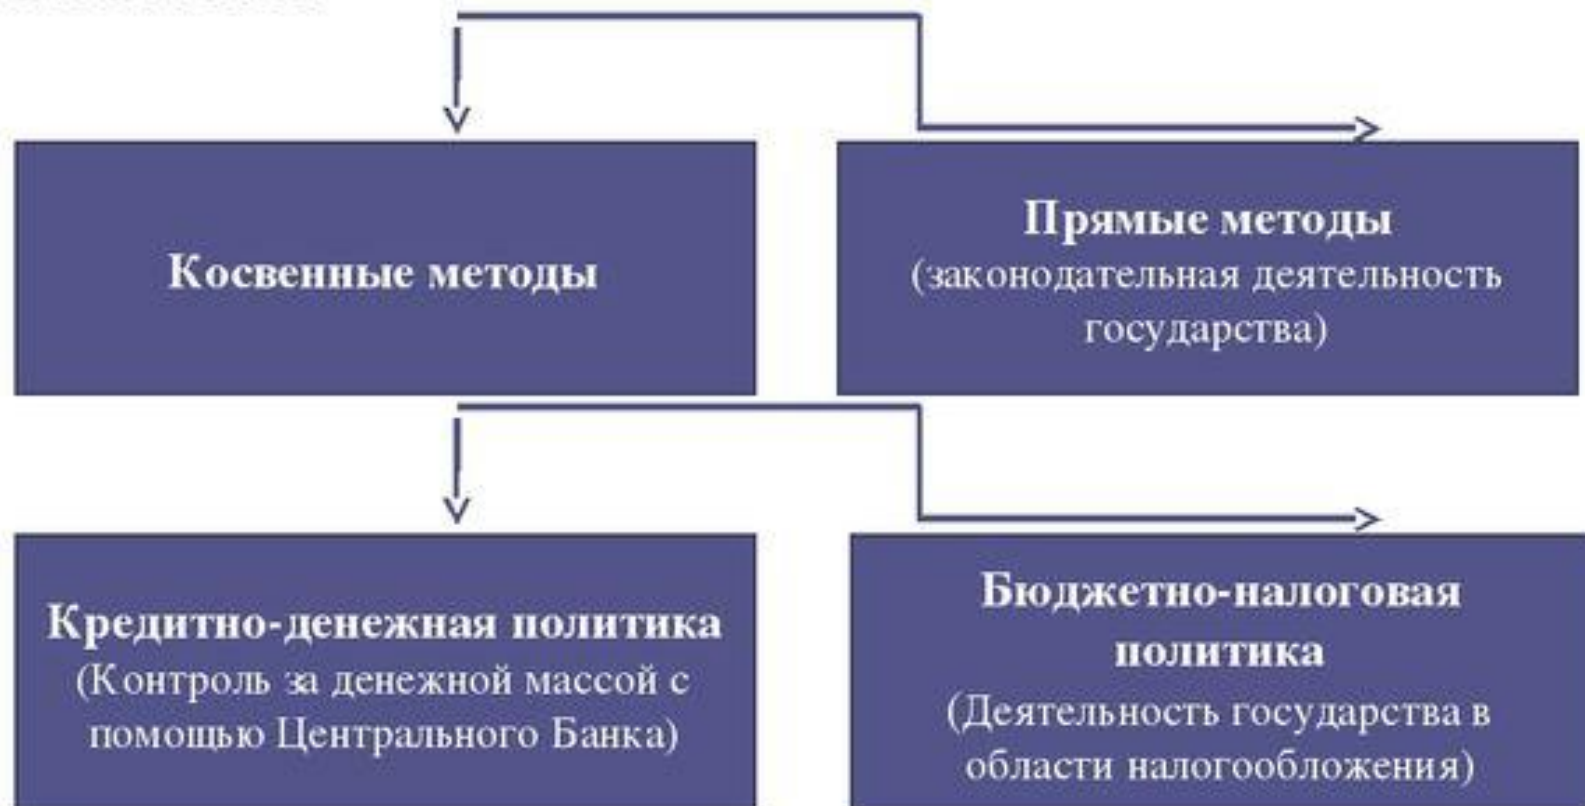 Косвенные методы
Прямые методы
(законодательная деятельность
государства)
Кредитно-денежная политика
(Контроль за денежной массой с
помощью Центрального Банка)
Бюджетно-налоговая
политика
(Деятельность государства в
области налогообложения)